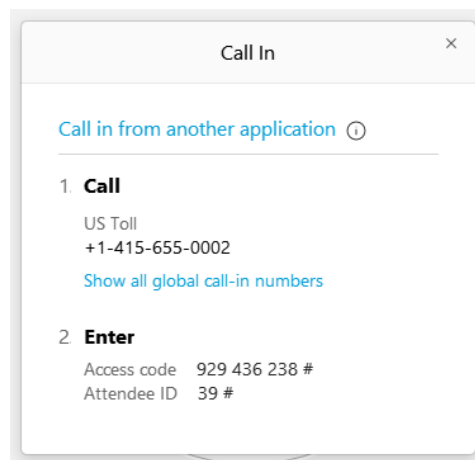 Call In
Call in from another application
1. Call
US Toll
+1-415-655-0002
Show all global call-in numbers
2. Enter
Access code 929 436 238 #
Attendee ID 39 #